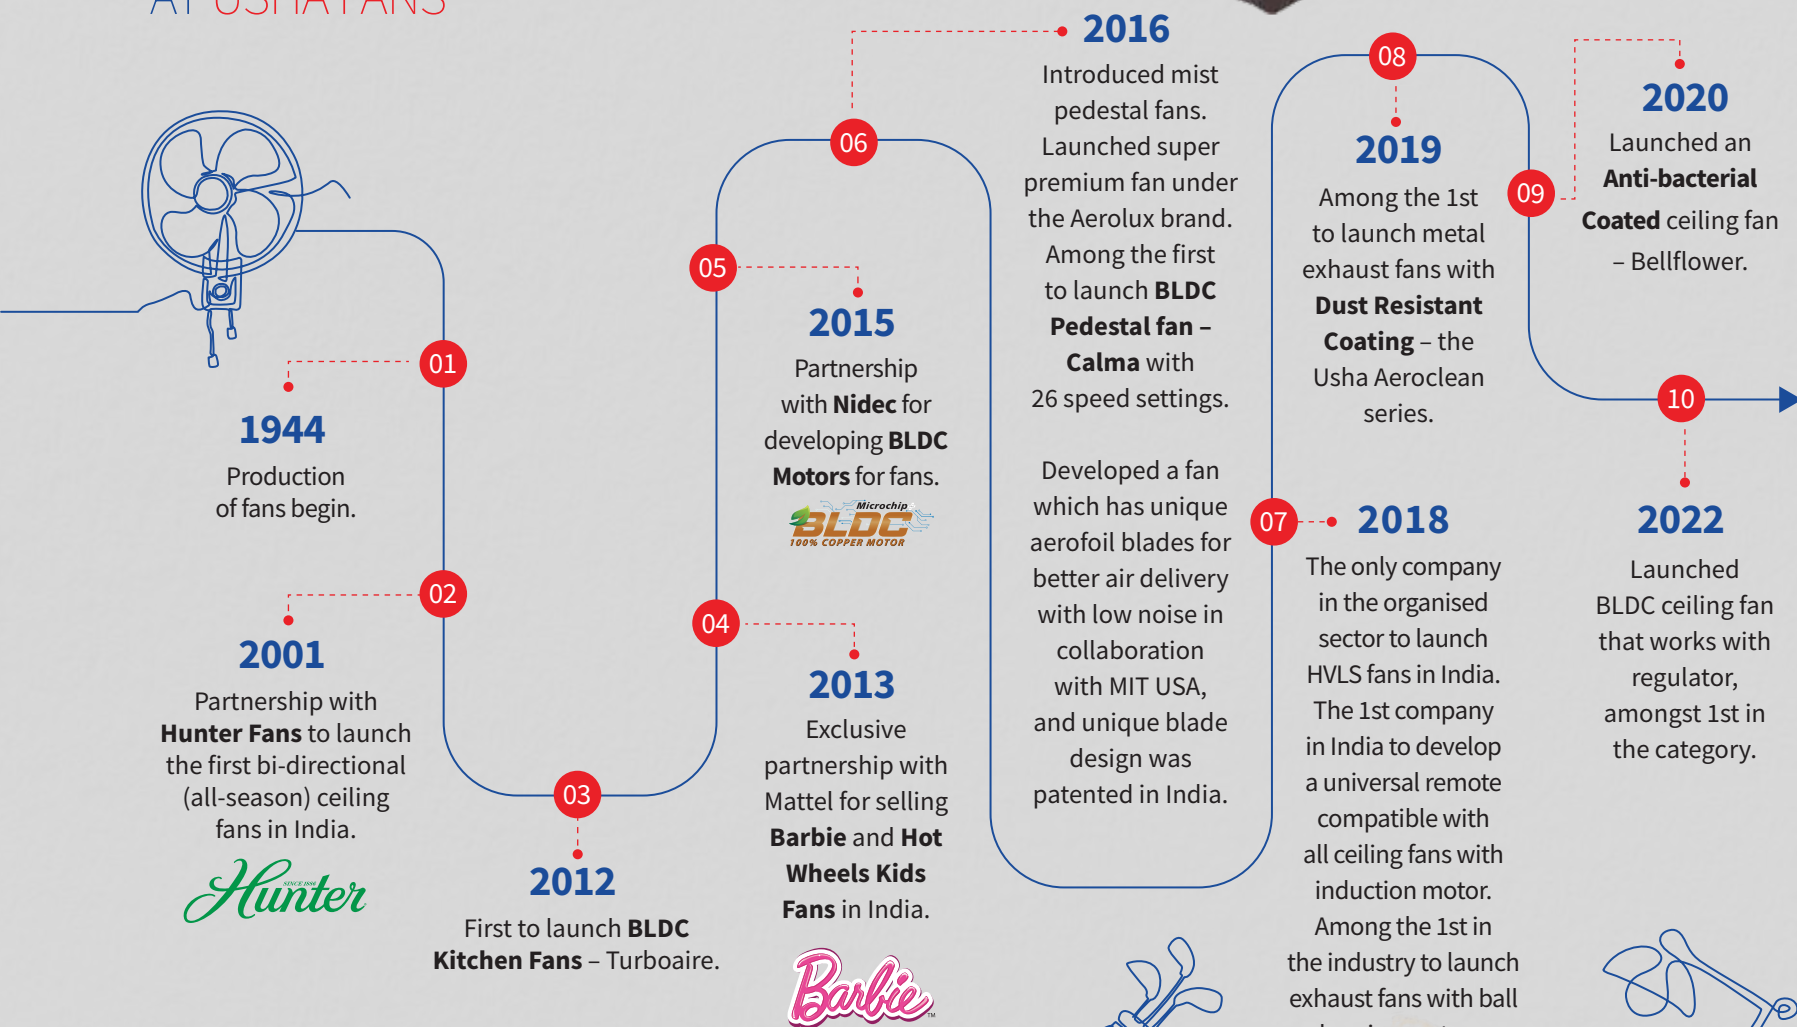 AT USHA FANS
01
1944
Production
of fans begin.
02
2001
Partnership with
Hunter Fans to launch
the first bi-directional
(all-season) ceiling
fans in India.
Hunter
SINCE 1886
03
2012
First to launch BLDC
Kitchen Fans – Turboaire.
04
2013
Exclusive
partnership with
Mattel for selling
Barbie and Hot
Wheels Kids
Fans in India.
Barbie
TM
05
2015
Partnership
with Nidec for
developing BLDC
Motors for fans.
Microchip
BLDC
100% COPPER MOTOR
06
2016
Introduced mist
pedestal fans.
Launched super
premium fan under
the Aerolux brand.
Among the first
to launch BLDC
Pedestal fan –
Calma with
26 speed settings.
Developed a fan
which has unique
aerofoil blades for
better air delivery
with low noise in
collaboration
with MIT USA,
and unique blade
design was
patented in India.
07
2018
The only company
in the organised
sector to launch
HVLS fans in India.
The 1st company
in India to develop
a universal remote
compatible with
all ceiling fans with
induction motor.
Among the 1st in
the industry to launch
exhaust fans with ball
08
2019
Among the 1st
to launch metal
exhaust fans with
Dust Resistant
Coating – the
Usha Aeroclean
series.
09
2020
Launched an
Anti-bacterial
Coated ceiling fan
– Bellflower.
10
2022
Launched
BLDC ceiling fan
that works with
regulator,
amongst 1st in
the category.